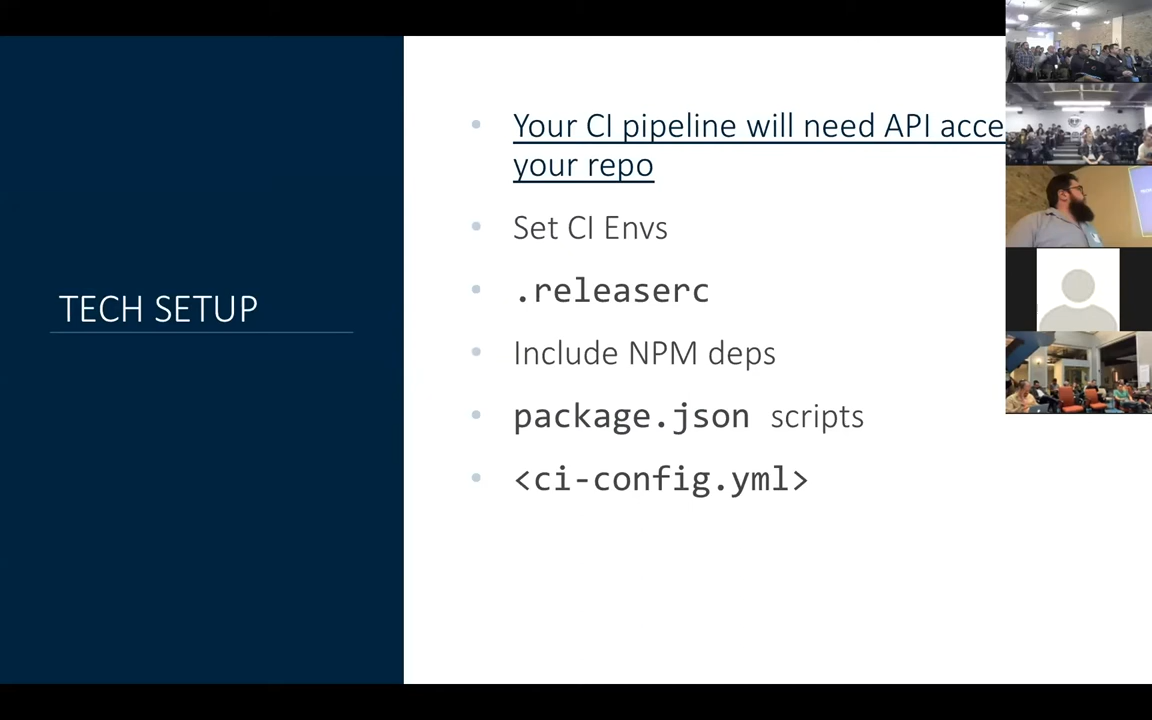 TECH SETUP
Your CI pipeline will need API acce
your repo
Set CI Envs
.releaserc
Include NPM deps
package.json scripts
<ci-config.yml>